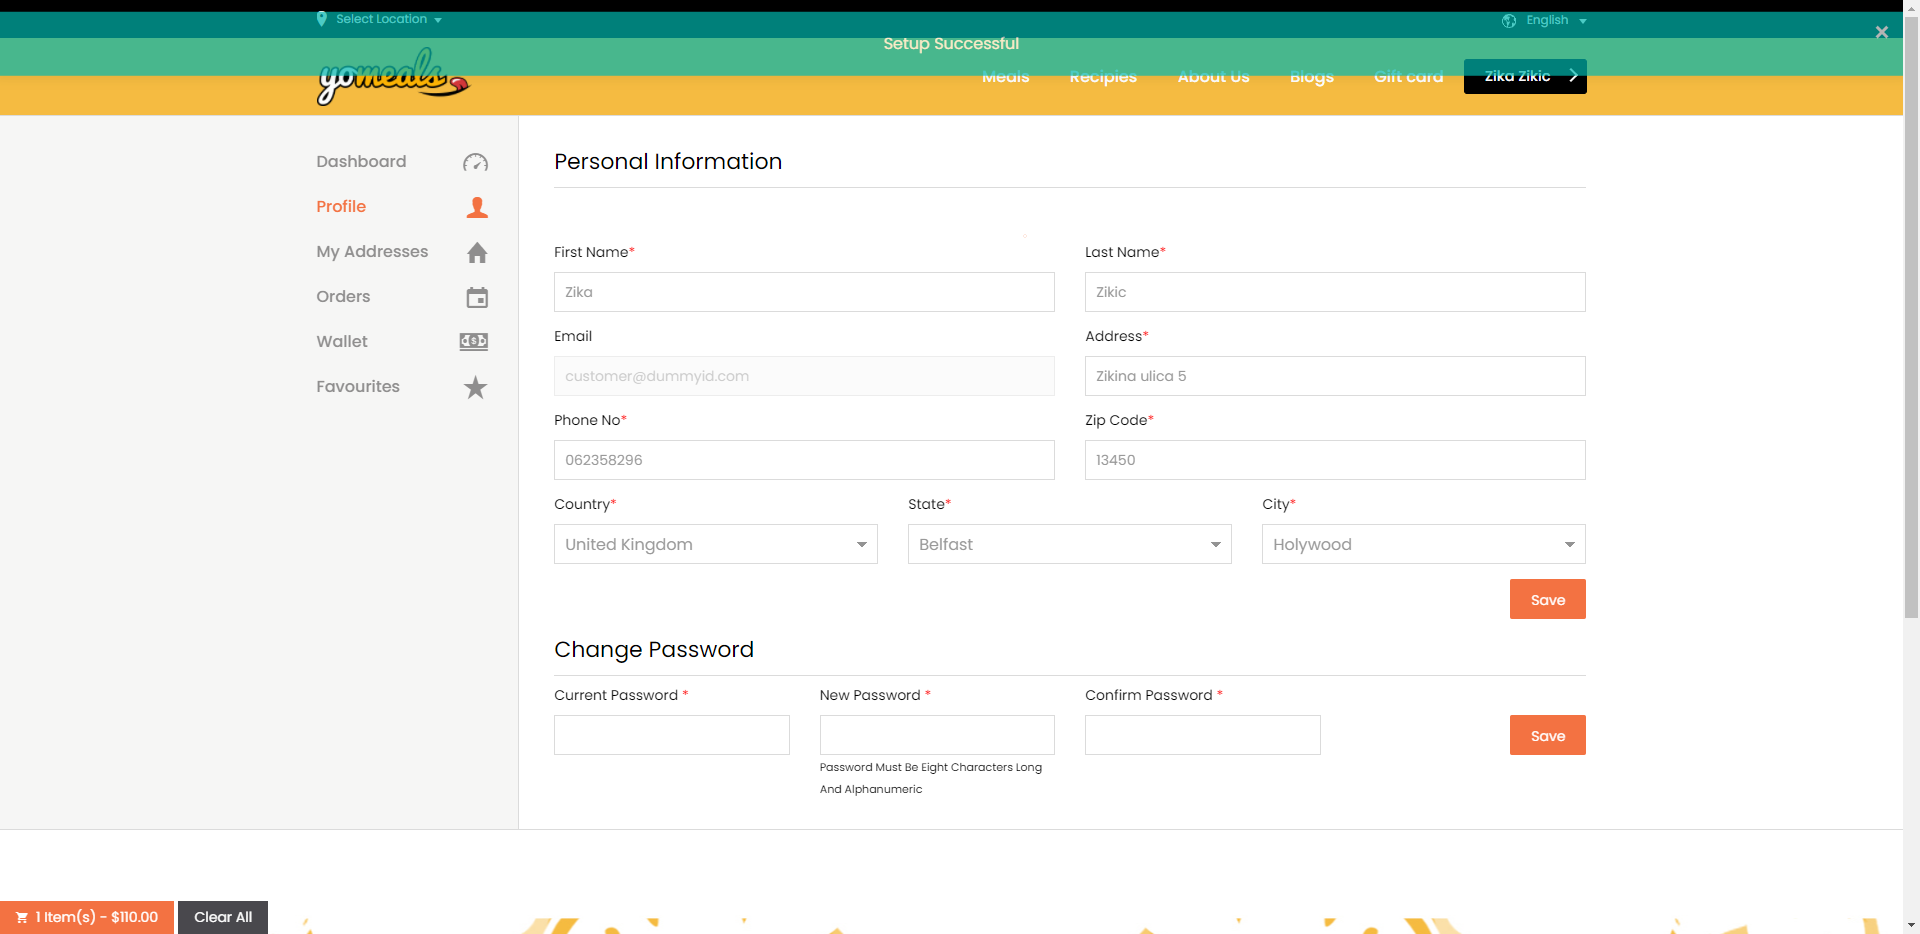 Select Location
English
Setup Successful
yomeals
Meals
Recipies
About Us
Blogs
Gift card
Zika Zikic
Dashboard
Profile
My Addresses
Orders
Wallet
Favourites
Personal Information
First Name*
Last Name*
Zika
Zikic
Email
Address*
customer@dummyid.com
Zikina ulica 5
Phone No*
Zip Code*
062358296
13450
Country*
State*
City*
United Kingdom
Belfast
Holywood
Save
Change Password
Current Password *
New Password *
Confirm Password *
Save
Password Must Be Eight Characters Long
And Alphanumeric
1 Item(s) - $110.00
Clear All